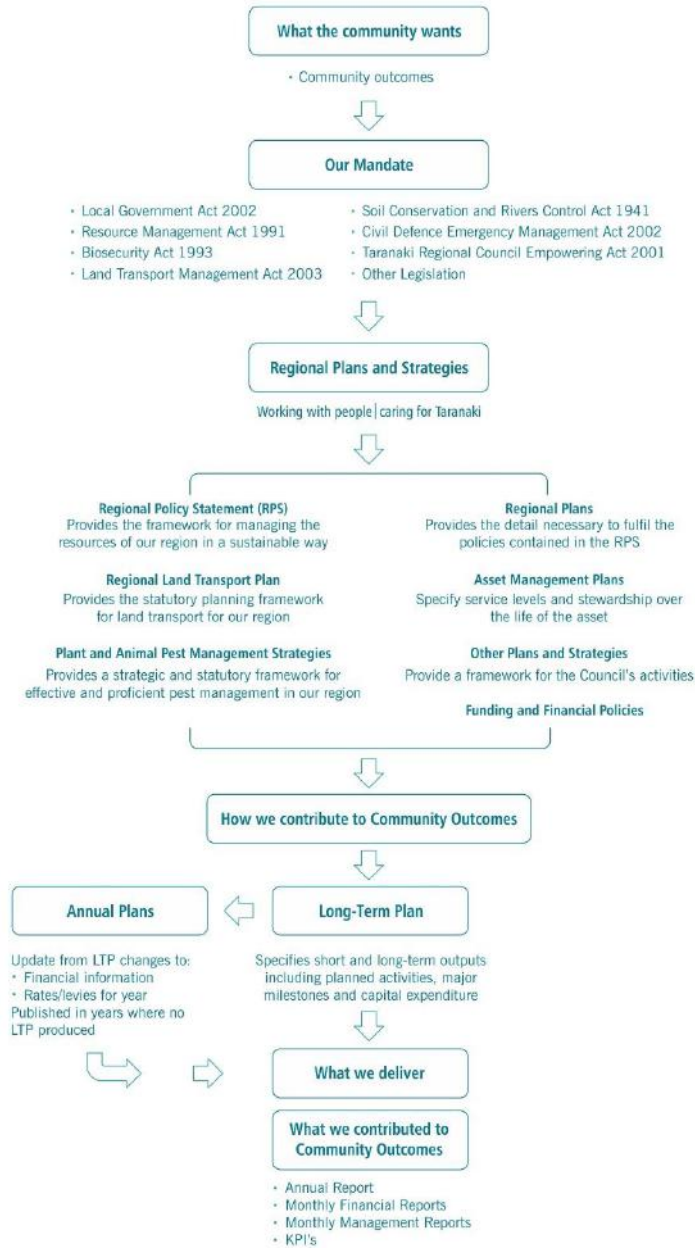 What the community wants
• Community outcomes
Our Mandate
• Local Government Act 2002
• Resource Management Act 1991
• Biosecurity Act 1993
• Land Transport Management Act 2003
• Soil Conservation and Rivers Control Act 1941
• Civil Defence Emergency Management Act 2002
• Taranaki Regional Council Empowering Act 2001
• Other Legislation
Regional Plans and Strategies
Working with people | caring for Taranaki
Regional Policy Statement (RPS)
Provides the framework for managing the
resources of our region in a sustainable way
Regional Land Transport Plan
Provides the statutory planning framework
for land transport for our region
Plant and Animal Pest Management Strategies
Provides a strategic and statutory framework for
effective and proficient pest management in our region
Regional Plans
Provides the detail necessary to fulfil the
policies contained in the RPS
Asset Management Plans
Specify service levels and stewardship over
the life of the asset
Other Plans and Strategies
Provide a framework for the Council's activities
Funding and Financial Policies
How we contribute to Community Outcomes
Annual Plans
Update from LTP changes to:
• Financial information
• Rates/levies for year
Published in years where no
LTP produced
Long-Term Plan
Specifies short and long-term outputs
including planned activities, major
milestones and capital expenditure
What we deliver
What we contributed to
Community Outcomes
• Annual Report
• Monthly Financial Reports
• Monthly Management Reports
• KPI's